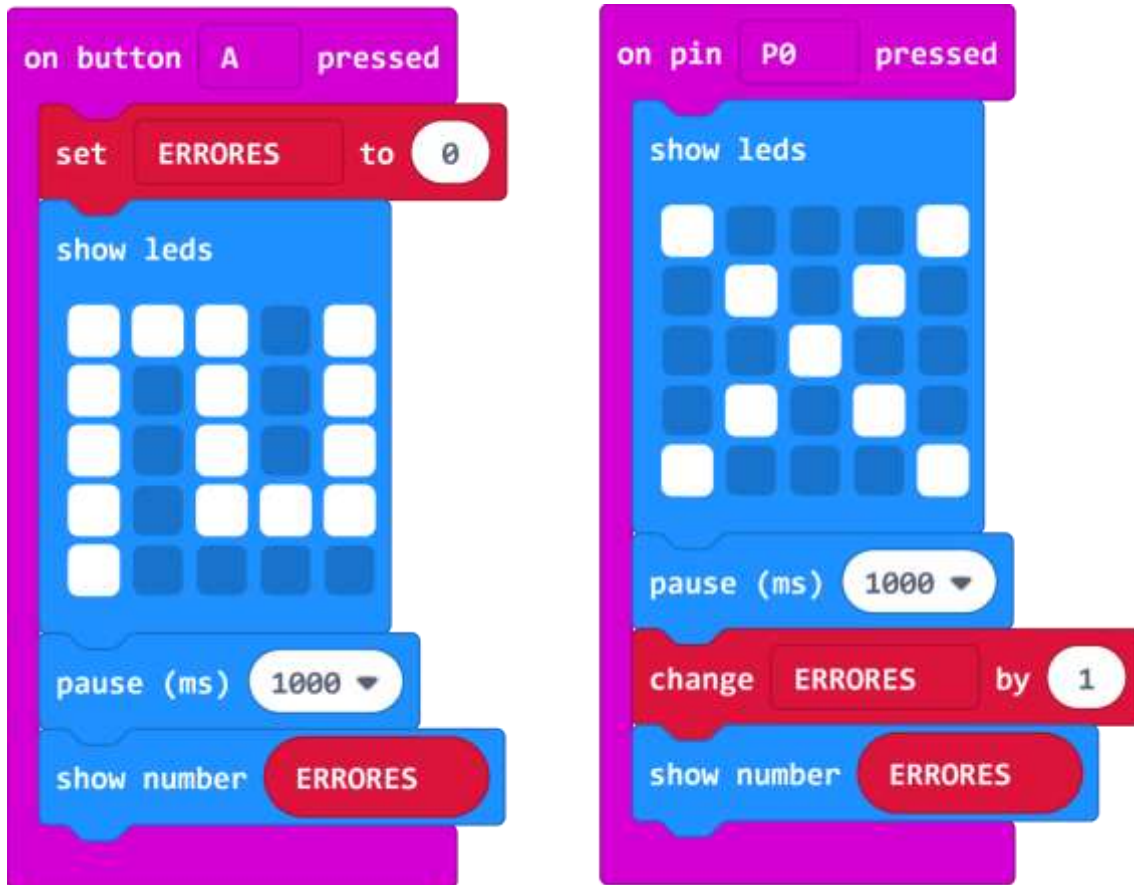 on button A pressed
set ERRORES to 0
show leds
pause (ms) 1000
show number ERRORES
on pin P0 pressed
show leds
pause (ms) 1000
change ERRORES by 1
show number ERRORES